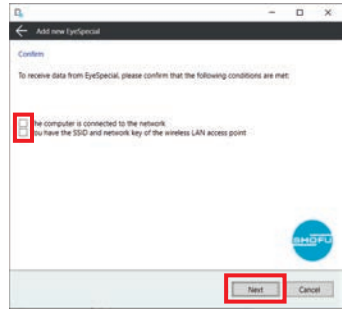 Add new EyeSpecial
Confirm
To receive data from EyeSpecial, please confirm that the following conditions are met:
he computer is connected to the network
ou have the SSID and network key of the wireless LAN access point
SHOFU
Next
Cancel